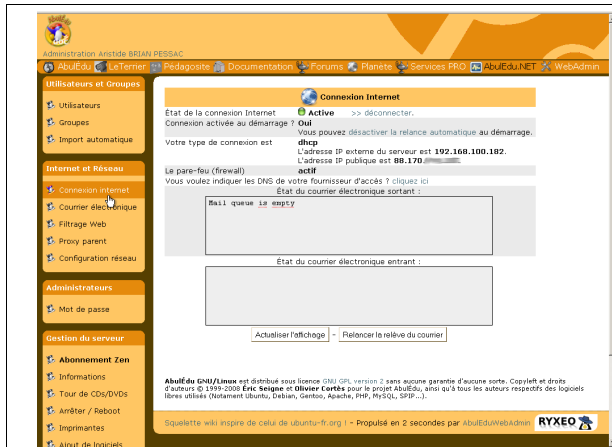 AbulÉdu
Administration Aristide BRIAN
PESSAC
AbulÉdu LeTerrier Pédagosite Documentation Forums Planète Services PRO AbulEdu.NET WebAdmin
Utilisateurs et Groupes
Utilisateurs
Groupes
Import automatique
Internet et Réseau
Connexion internet
Courrier électronique
Filtrage Web
Proxy parent
Configuration réseau
Administrateurs
Mot de passe
Gestion du serveur
Abonnement Zen
Informations
Tour de CDs/DVDs
Arrêter / Reboot
Imprimantes
Ajout de logiciels
Connexion Internet
État de la connexion Internet Active >> déconnecter.
Connexion activée au démarrage ? Oui
Vous pouvez désactiver la relance automatique au démarrage.
Votre type de connexion est dhcp
L'adresse IP externe du serveur est 192.168.100.182.
L'adresse IP publique est 88.170.
Le pare-feu (firewall) actif
Vous voulez indiquer les DNS de votre fournisseur d'accès ? cliquez ici
État du courrier électronique sortant :
Mail queue is empty
État du courrier électronique entrant :
Actualiser l'affichage - Relancer la relève du courrier
AbulÉdu GNU/Linux est distribué sous licence GNU GPL version 2 sans aucune garantie d'aucune sorte. Copyleft et droits
d'auteurs © 1999-2008 Éric Seigne et Olivier Cortès pour le projet AbulÉdu, ainsi qu'à tous les auteurs respectifs des logiciels
libres utilisés (Notament Ubuntu, Debian, Gentoo, Apache, PHP, MySQL, SPIP...).
Squelette wiki inspire de celui de ubuntu-fr.org ! - Propulsé en 2 secondes par AbulEduWebAdmin RYXEO